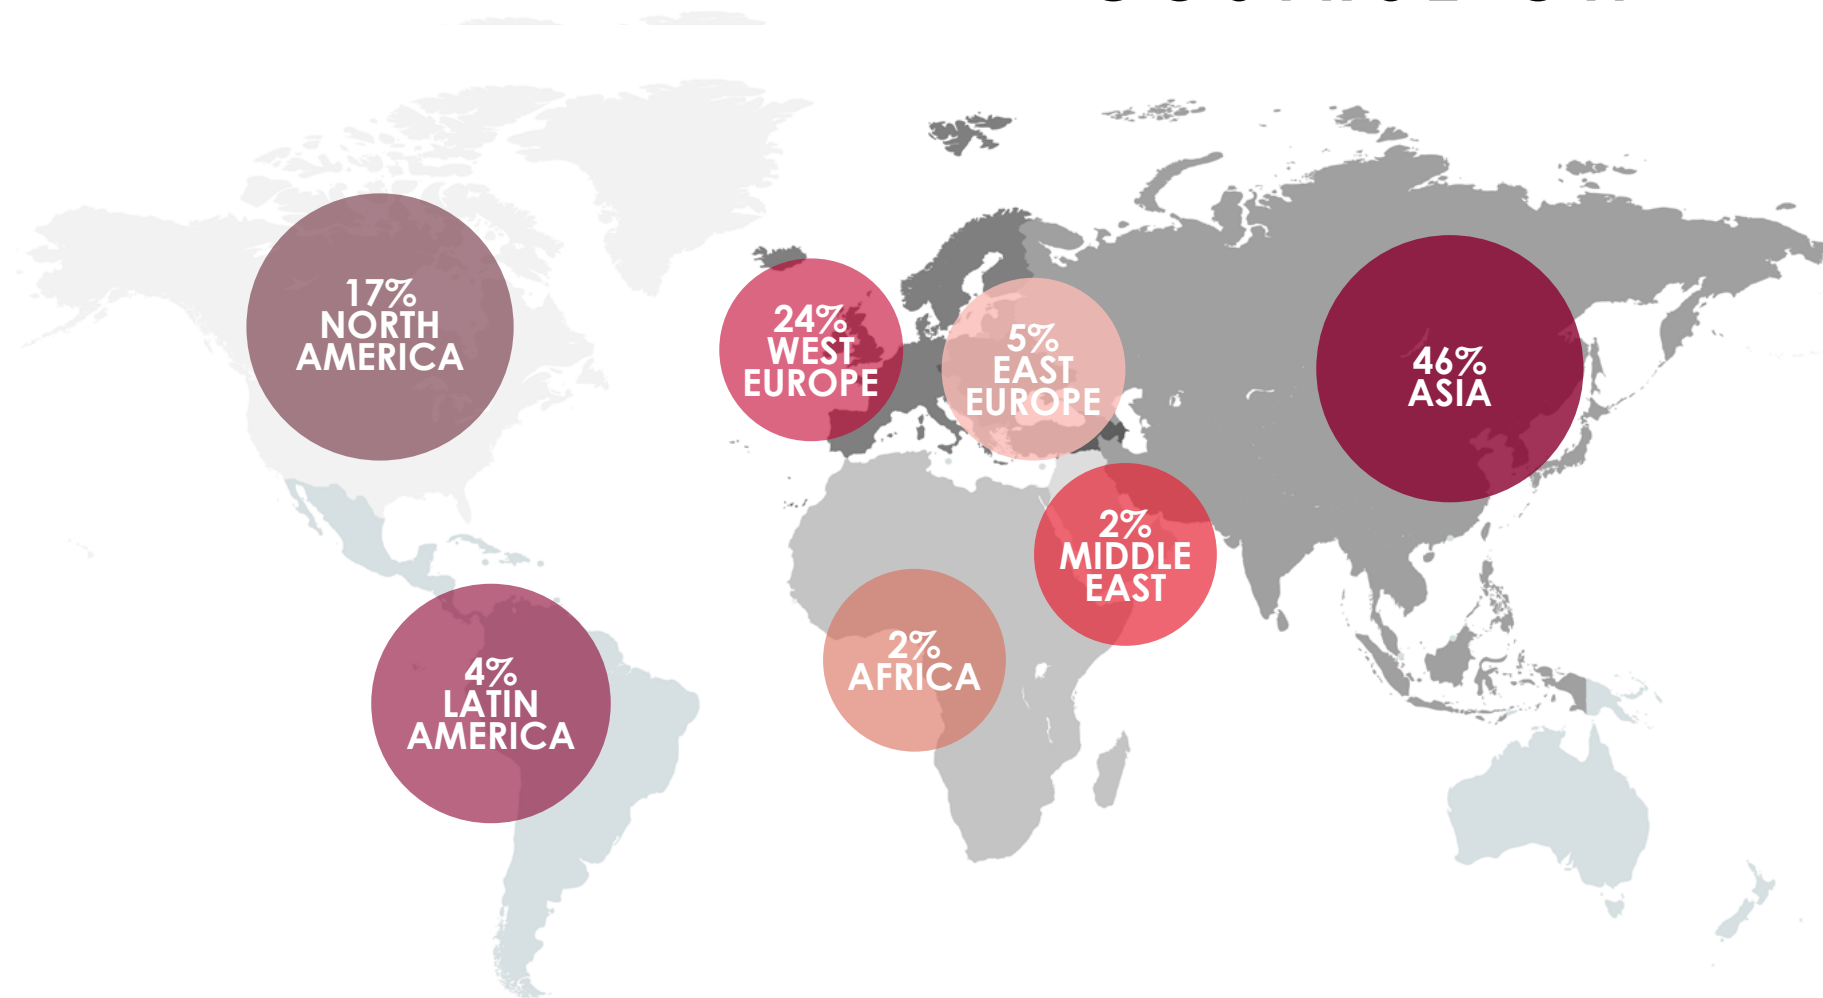 17%
NORTH
AMERICA
24%
WEST
EUROPE
5%
EAST
EUROPE
46%
ASIA
2%
MIDDLE
EAST
2%
AFRICA
4%
LATIN
AMERICA